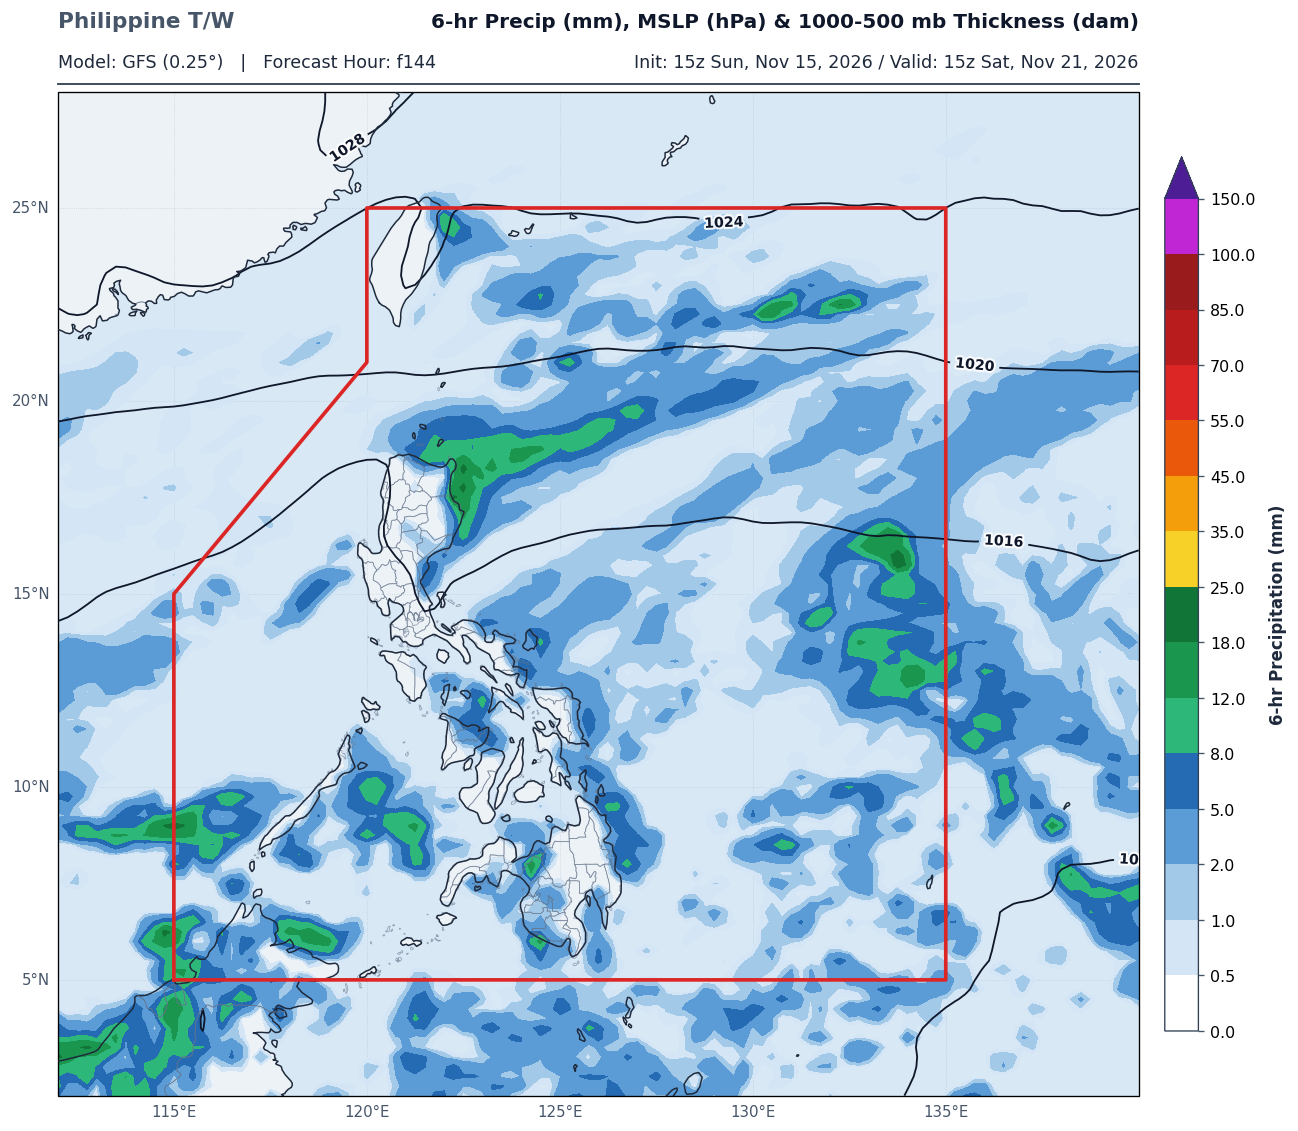 Philippine T/W
6-hr Precip (mm), MSLP (hPa) & 1000-500 mb Thickness (dam)
Model: GFS (0.25°) | Forecast Hour: f144
Init: 15z Sun, Nov 15, 2026 / Valid: 15z Sat, Nov 21, 2026
1028
1024
1020
1016
10
25°N
20°N
15°N
10°N
5°N
115°E
120°E
125°E
130°E
135°E
150.0
100.0
85.0
70.0
55.0
45.0
35.0
25.0
18.0
12.0
8.0
5.0
2.0
1.0
0.5
0.0
6-hr Precipitation (mm)